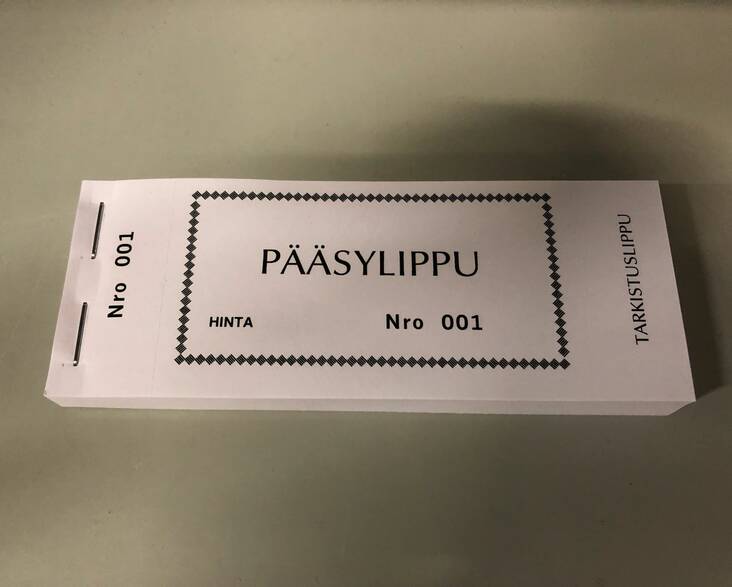 Nro 001
PÄÄSYLIPPU
HINTA
Nro 001
TARKISTUSLIPPU